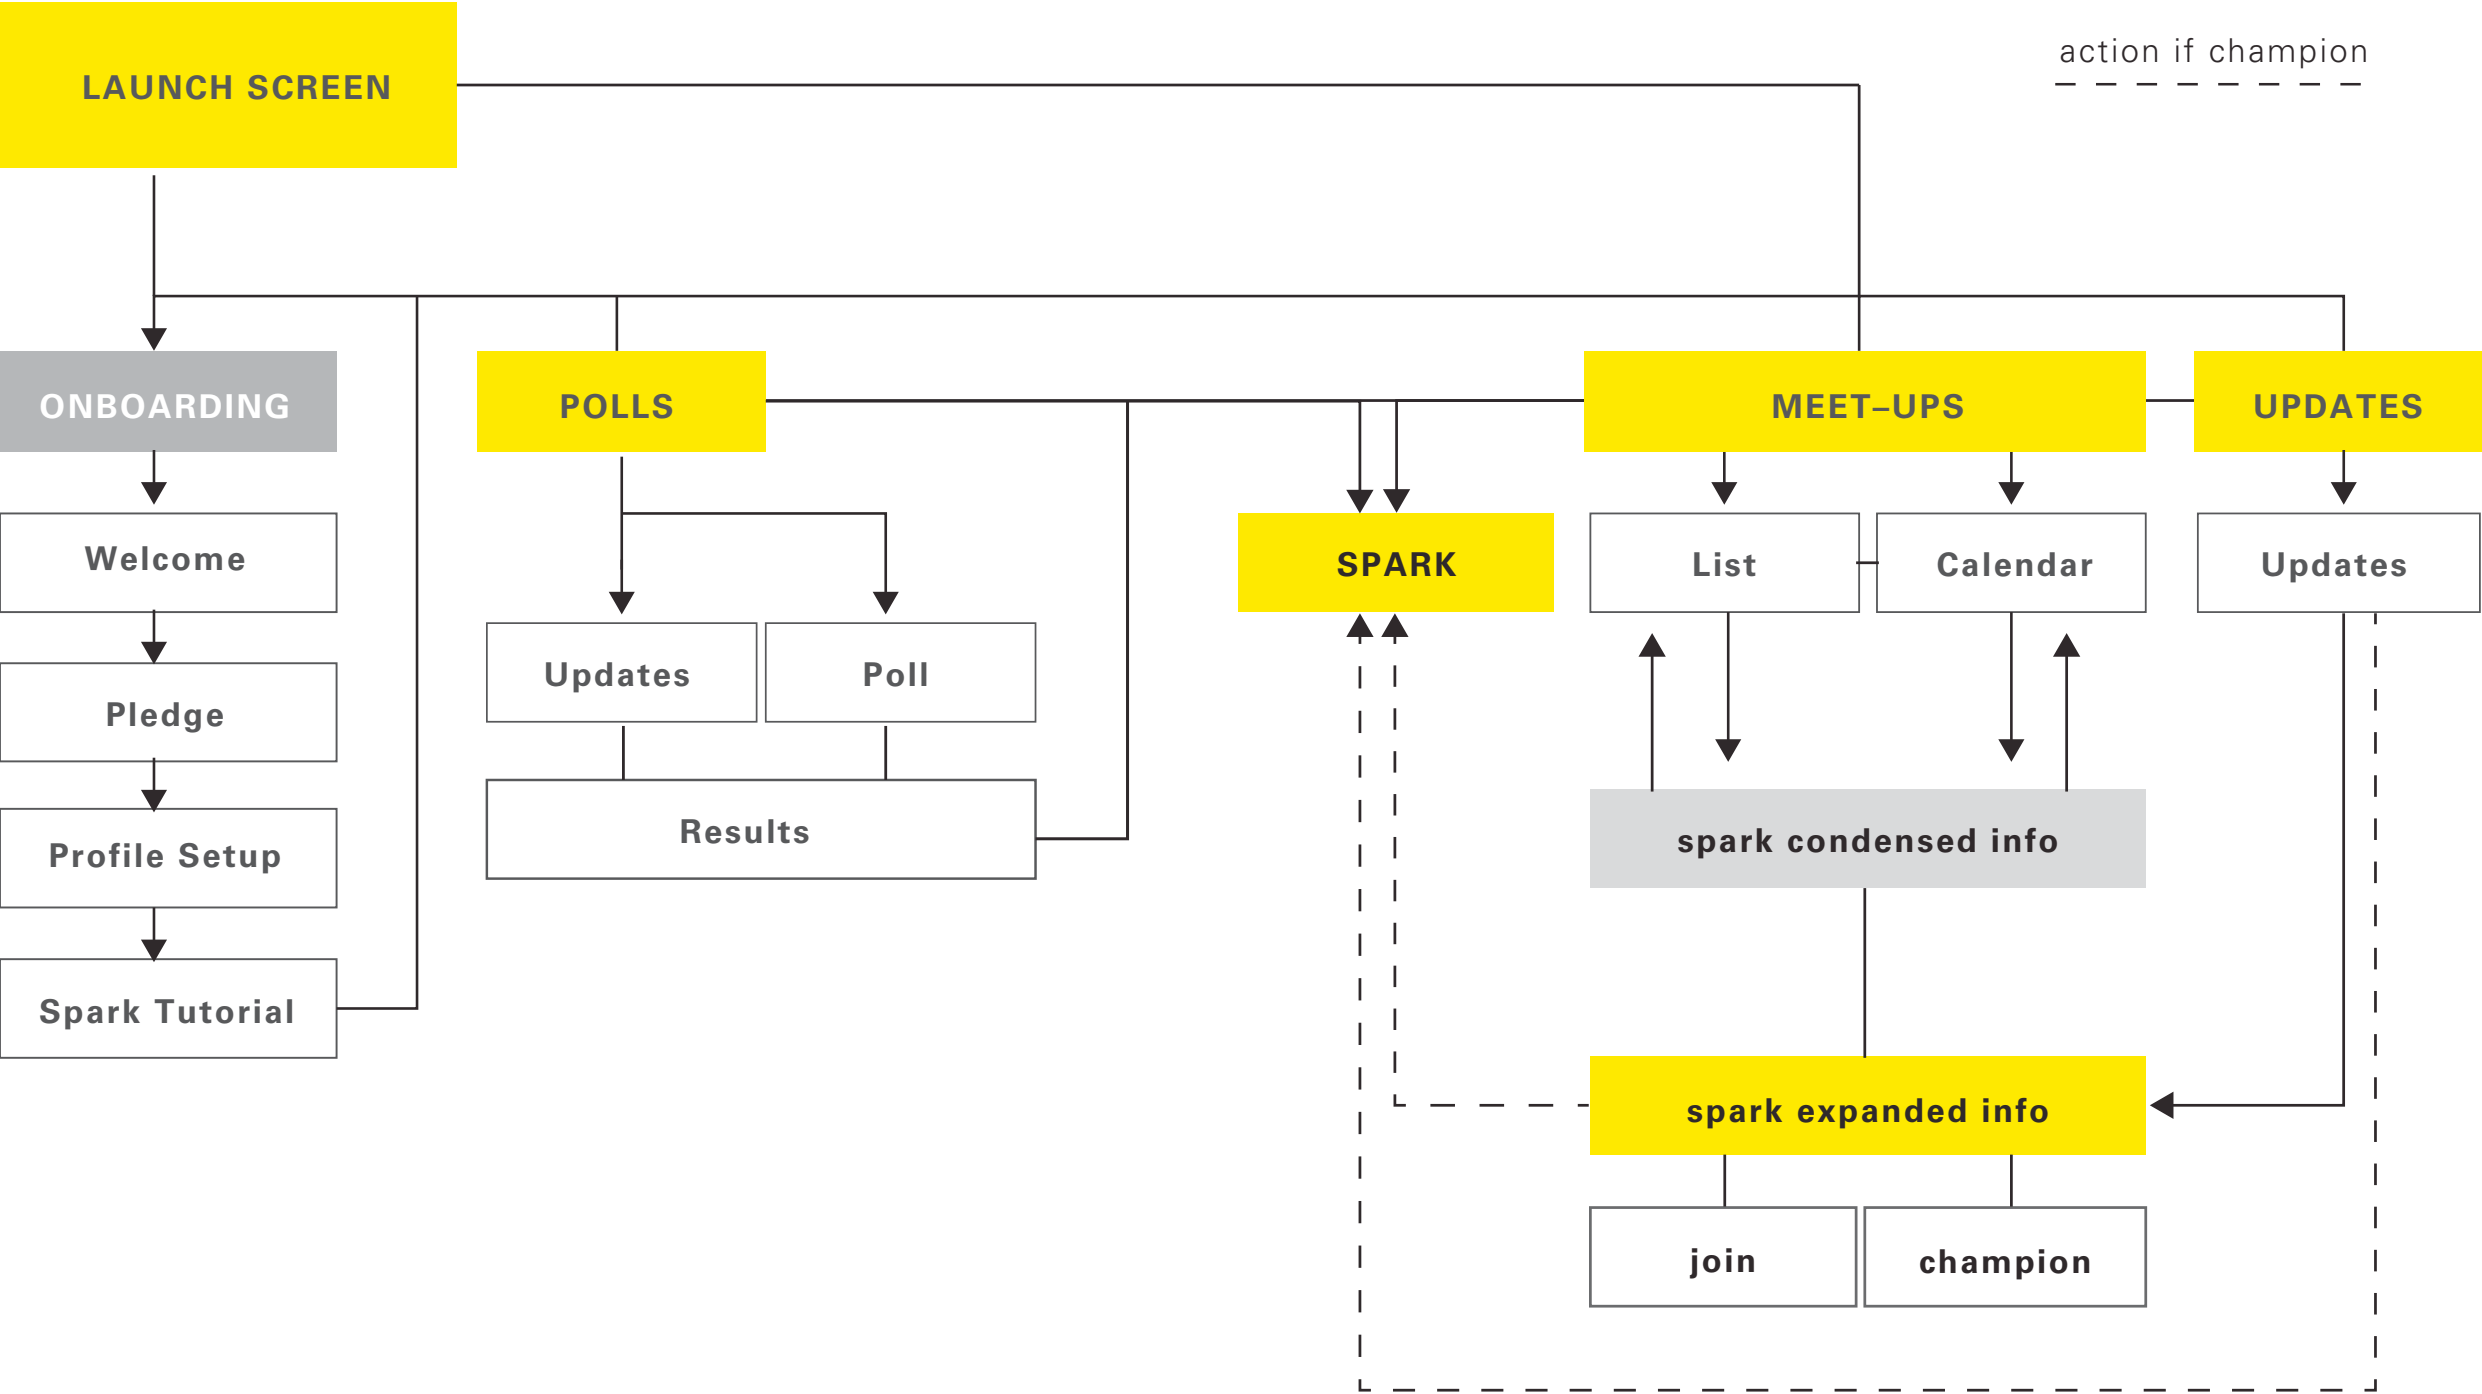 action if champion
LAUNCH SCREEN
ONBOARDING
POLLS
MEET–UPS
UPDATES
Welcome
SPARK
List
Calendar
Updates
Updates
Poll
Pledge
Results
spark condensed info
Profile Setup
Spark Tutorial
spark expanded info
join
champion